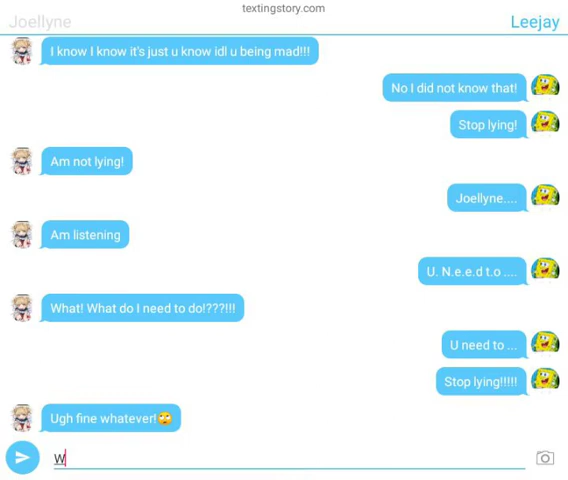 textingstory.com
Joellyne
Leejay
I know I know it's just u know idl u being mad!!!
No I did not know that!
Stop lying!
Am not lying!
Joellyne....
Am listening
U. N.e.e.d t.o ....
What! What do I need to do!???!!!
U need to ...
Stop lying!!!!!
Ugh fine whatever!🙄
W